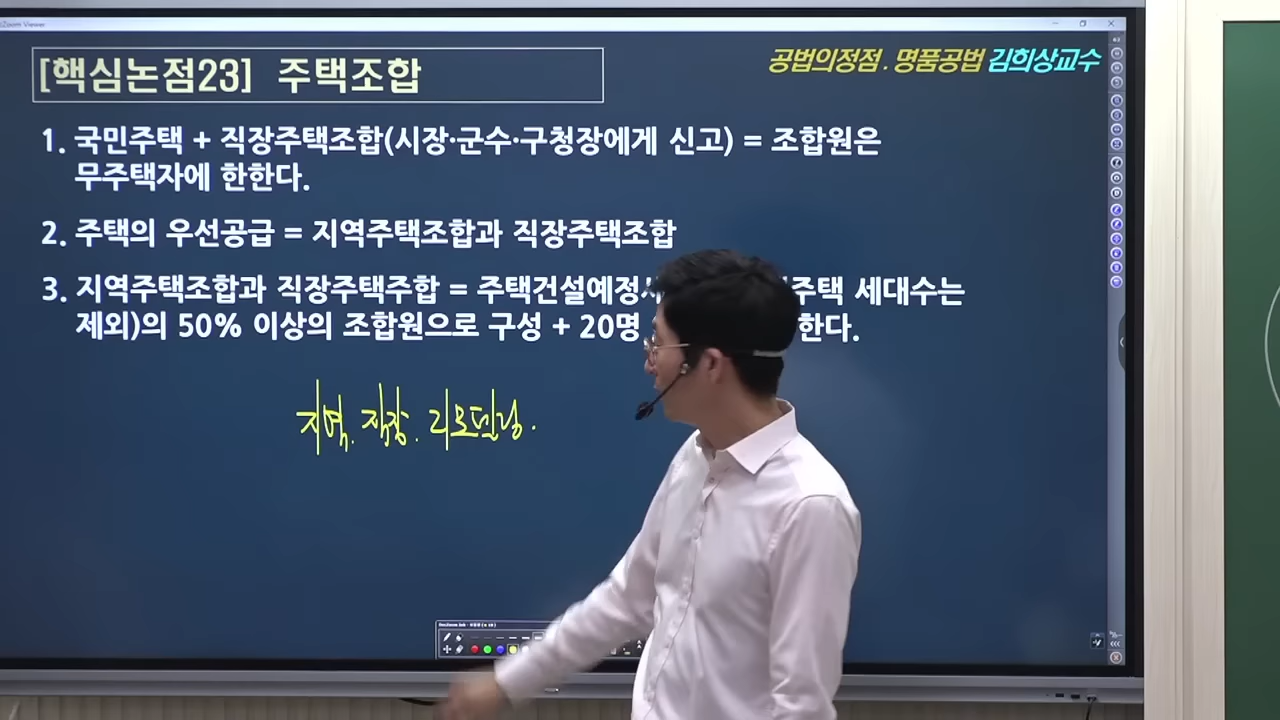 [핵심논점23] 주택조합
공법의정점. 명품공법 김희상교수
1. 국민주택 + 직장주택조합(시장·군수·구청장에게 신고) = 조합원은
무주택자에 한한다.
2. 주택의 우선공급 = 지역주택조합과 직장주택조합
3. 지역주택조합과 직장주택주합 = 주택건설예정 주택 세대수는
제외)의 50% 이상의 조합원으로 구성 + 20명 한다.
지역. 직장. 리모델링.